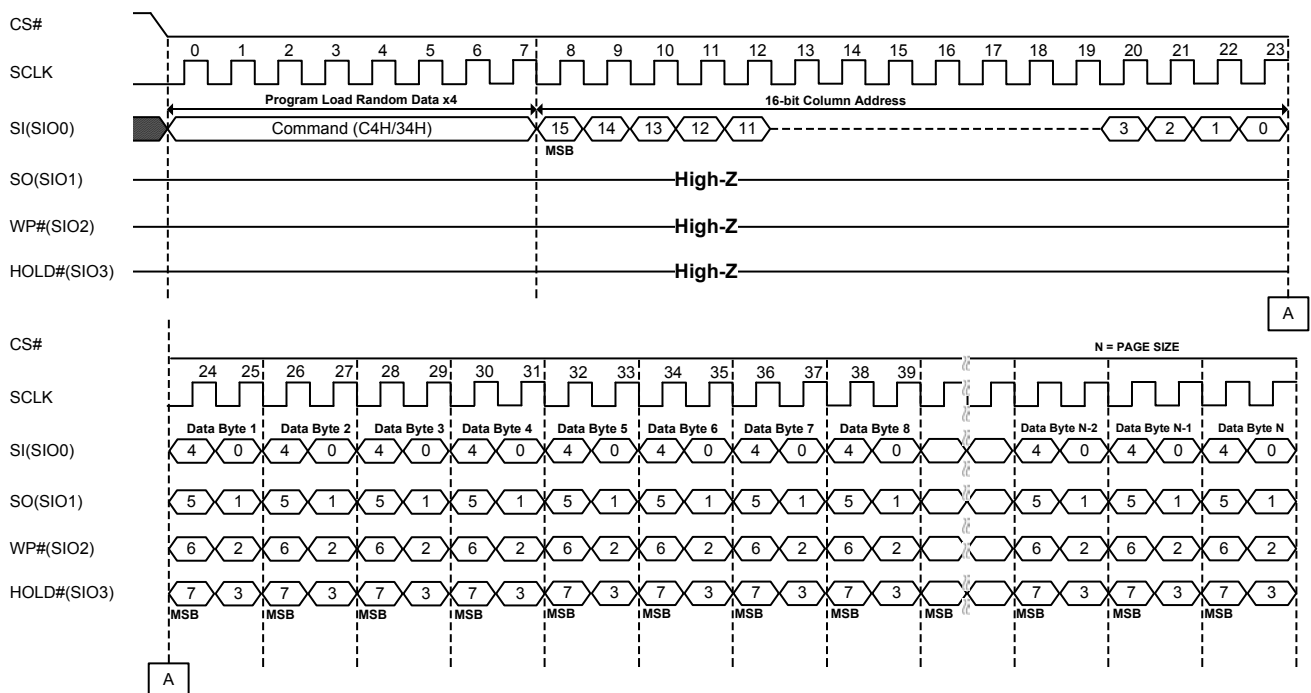 CS#
0 1 2 3 4 5 6 7 8 9 10 11 12 13 14 15 16 17 18 19 20 21 22 23
SCLK
Program Load Random Data x4 16-bit Column Address
SI(SIO0) Command (C4H/34H) 15 14 13 12 11 3 2 1 0
MSB
SO(SIO1) High-Z
WP#(SIO2) High-Z
HOLD#(SIO3) High-Z
A
CS#
N = PAGE SIZE
24 25 26 27 28 29 30 31 32 33 34 35 36 37 38 39
SCLK
Data Byte 1 Data Byte 2 Data Byte 3 Data Byte 4 Data Byte 5 Data Byte 6 Data Byte 7 Data Byte 8 Data Byte N-2 Data Byte N-1 Data Byte N
SI(SIO0) 4 0 4 0 4 0 4 0 4 0 4 0 4 0 4 0 4 0 4 0 4 0
SO(SIO1) 5 1 5 1 5 1 5 1 5 1 5 1 5 1 5 1 5 1 5 1 5 1
WP#(SIO2) 6 2 6 2 6 2 6 2 6 2 6 2 6 2 6 2 6 2 6 2 6 2
HOLD#(SIO3) 7 3 7 3 7 3 7 3 7 3 7 3 7 3 7 3 7 3 7 3 7 3
MSB MSB MSB MSB MSB MSB MSB MSB MSB MSB MSB MSB
A